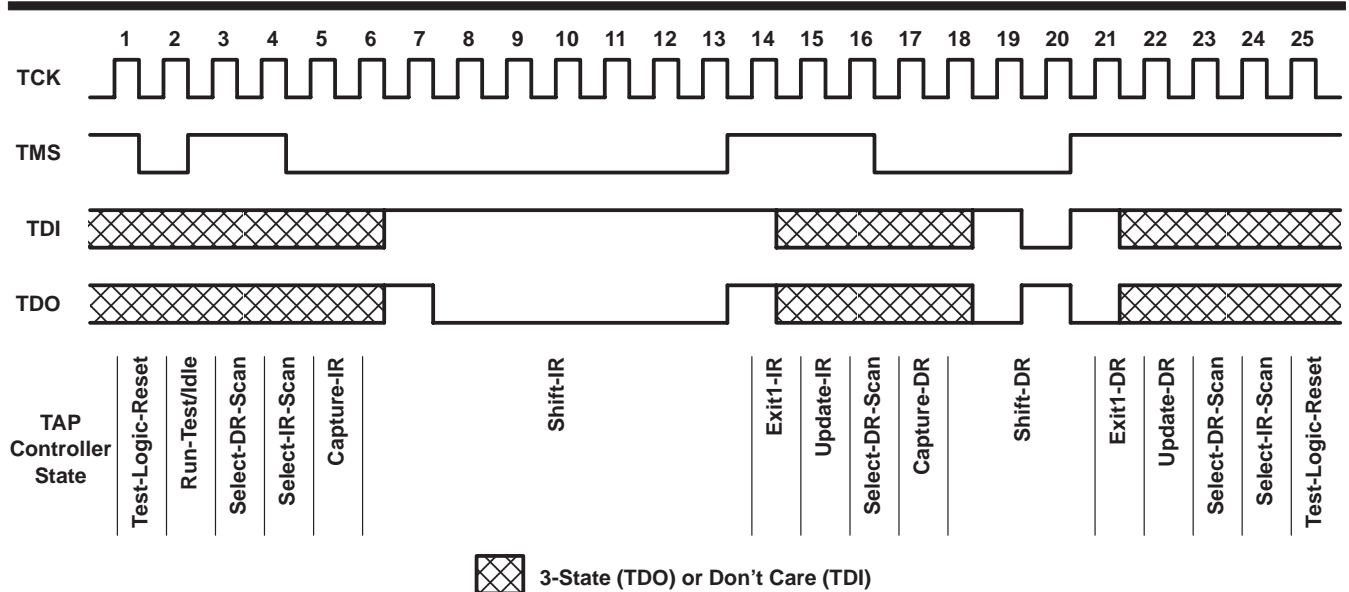 1 2 3 4 5 6 7 8 9 10 11 12 13 14 15 16 17 18 19 20 21 22 23 24 25
TCK
TMS
TDI
TDO
TAP
Controller
State
Test-Logic-Reset
Run-Test/Idle
Select-DR-Scan
Select-IR-Scan
Capture-IR
Shift-IR
Exit1-IR
Update-IR
Select-DR-Scan
Capture-DR
Shift-DR
Exit1-DR
Update-DR
Select-DR-Scan
Select-IR-Scan
Test-Logic-Reset
3-State (TDO) or Don't Care (TDI)